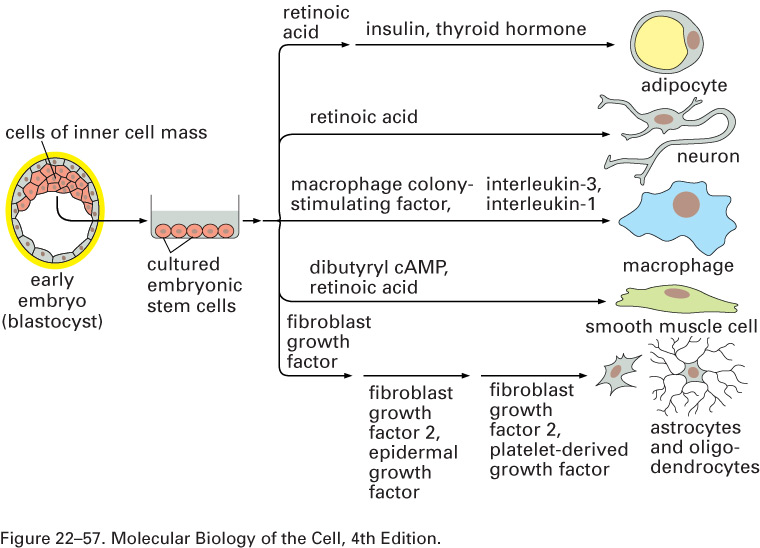 retinoic
acid
insulin, thyroid hormone
adipocyte
retinoic acid
neuron
cells of inner cell mass
macrophage colony-
stimulating factor,
interleukin-3,
interleukin-1
macrophage
early
embryo
(blastocyst)
cultured
embryonic
stem cells
dibutyryl cAMP,
retinoic acid
smooth muscle cell
fibroblast
growth
factor
fibroblast
growth
factor 2,
epidermal
growth
factor
fibroblast
growth
factor 2,
platelet-derived
growth factor
astrocytes
and oligo-
dendrocytes
Figure 22–57. Molecular Biology of the Cell, 4th Edition.